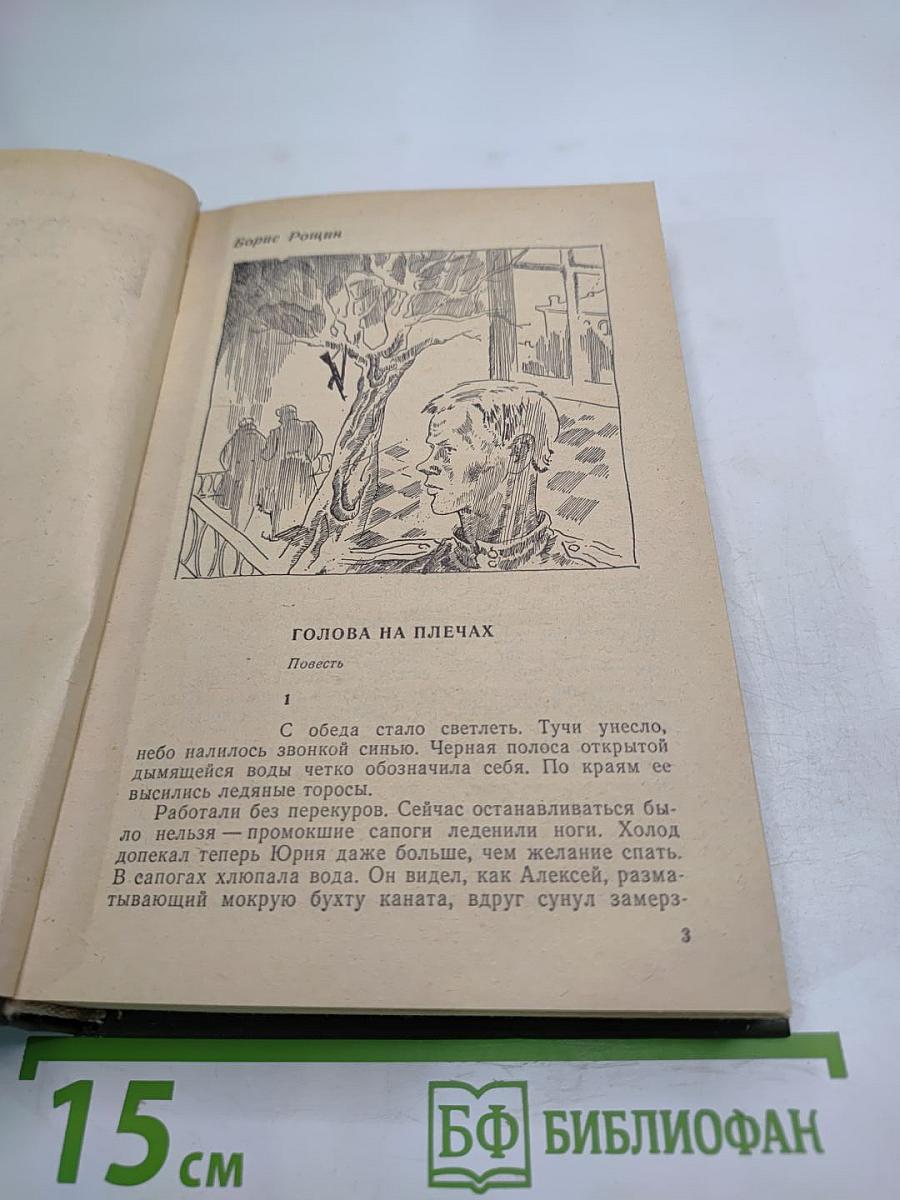 Борис Рощин
ГОЛОВА НА ПЛЕЧАХ
Повесть
1
С обеда стало светлеть. Тучи унесло,
небо налилось звонкой синью. Черная полоса открытой
дымящейся воды четко обозначила себя. По краям ее
высились ледяные торосы.
Работали без перекуров. Сейчас останавливаться бы-
ло нельзя — промокшие сапоги леденили ноги. Холод
допекал теперь Юрия даже больше, чем желание спать.
В сапогах хлюпала вода. Он видел, как Алексей, разма-
тывающий мокрую бухту каната, вдруг сунул замерз-
3
15 см
БФ БИБЛИОФАН